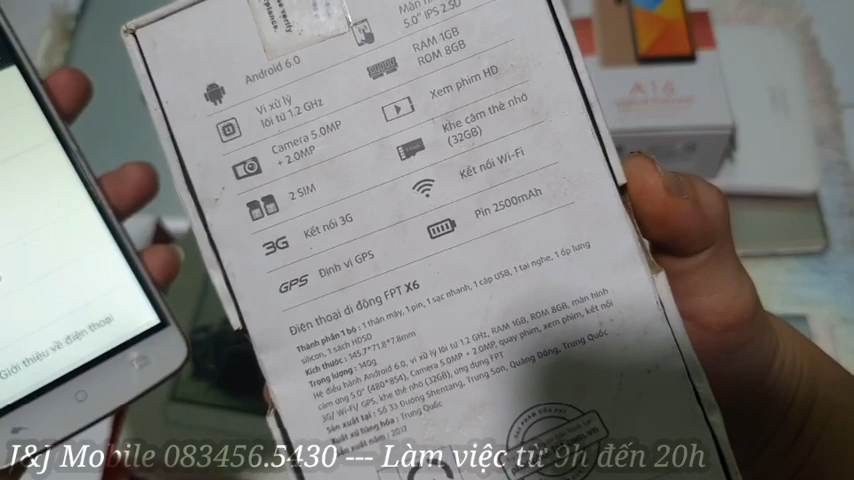 se verify
Màn h
5.0" IPS 2.5D
Android 6.0
RAM 1GB
ROM 8GB
Vi xử lý
lõi tứ 1.2 GHz
Xem phim HD
Camera 5.0MP
+ 2.0MP
Khe cắm thẻ nhớ
(32GB)
2 SIM
Kết nối Wi-Fi
3G
Kết nối 3G
Pin 2500mAh
GPS
Định vị GPS
Điện thoại di động FPT X6
Thành phần 1 bộ: 1 thân máy, 1 pin, 1 sạc nhanh, 1 cáp USB, 1 tai nghe, 1 ốp lưng
silicon, 1 sách HDSD
Kích thước: 145.7*71.8*7.8mm
Trọng lượng: 140g
Hệ điều hành Android 6.0, vi xử lý lõi tứ 1.2 GHz, RAM 1GB, ROM 8GB, màn hình
cảm ứng 5.0" (480*854), Camera 5.0MP + 2.0MP, quay phim, xem phim, kết nối
3G/ Wi-Fi/ GPS, khe thẻ nhớ (32GB), ứng dụng FPT
Sản xuất tại: Số 33 Đường Shenlang, Trung Sơn, Quảng Đông, Trung Quốc
Xuất xứ hàng hóa: Trung Quốc
Sản xuất năm: 2017
A16
Giới thiệu về điện thoại
J&J Mobile 083456.5430 --- Làm việc từ 9h đến 20h